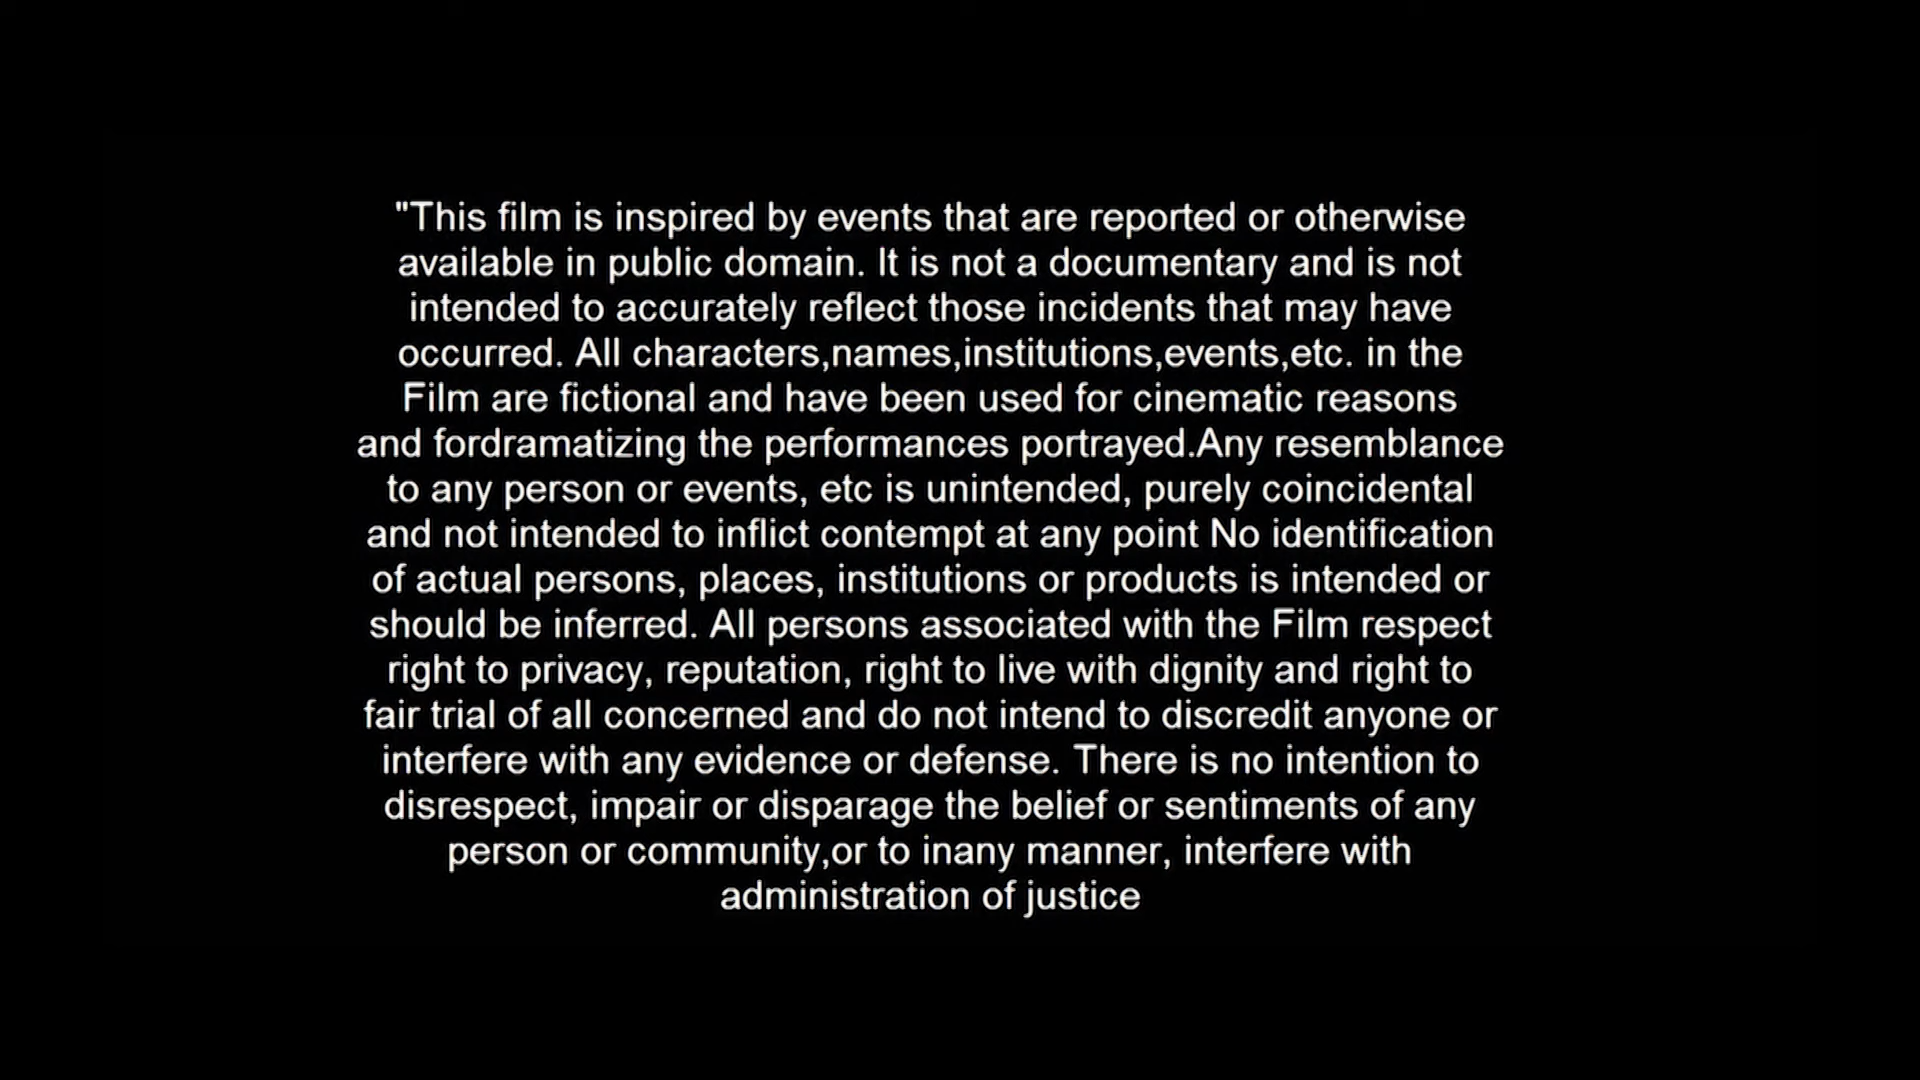 "This film is inspired by events that are reported or otherwise
available in public domain. It is not a documentary and is not
intended to accurately reflect those incidents that may have
occurred. All characters,names,institutions,events,etc. in the
Film are fictional and have been used for cinematic reasons
and fordramatizing the performances portrayed.Any resemblance
to any person or events, etc is unintended, purely coincidental
and not intended to inflict contempt at any point No identification
of actual persons, places, institutions or products is intended or
should be inferred. All persons associated with the Film respect
right to privacy, reputation, right to live with dignity and right to
fair trial of all concerned and do not intend to discredit anyone or
interfere with any evidence or defense. There is no intention to
disrespect, impair or disparage the belief or sentiments of any
person or community,or to inany manner, interfere with
administration of justice